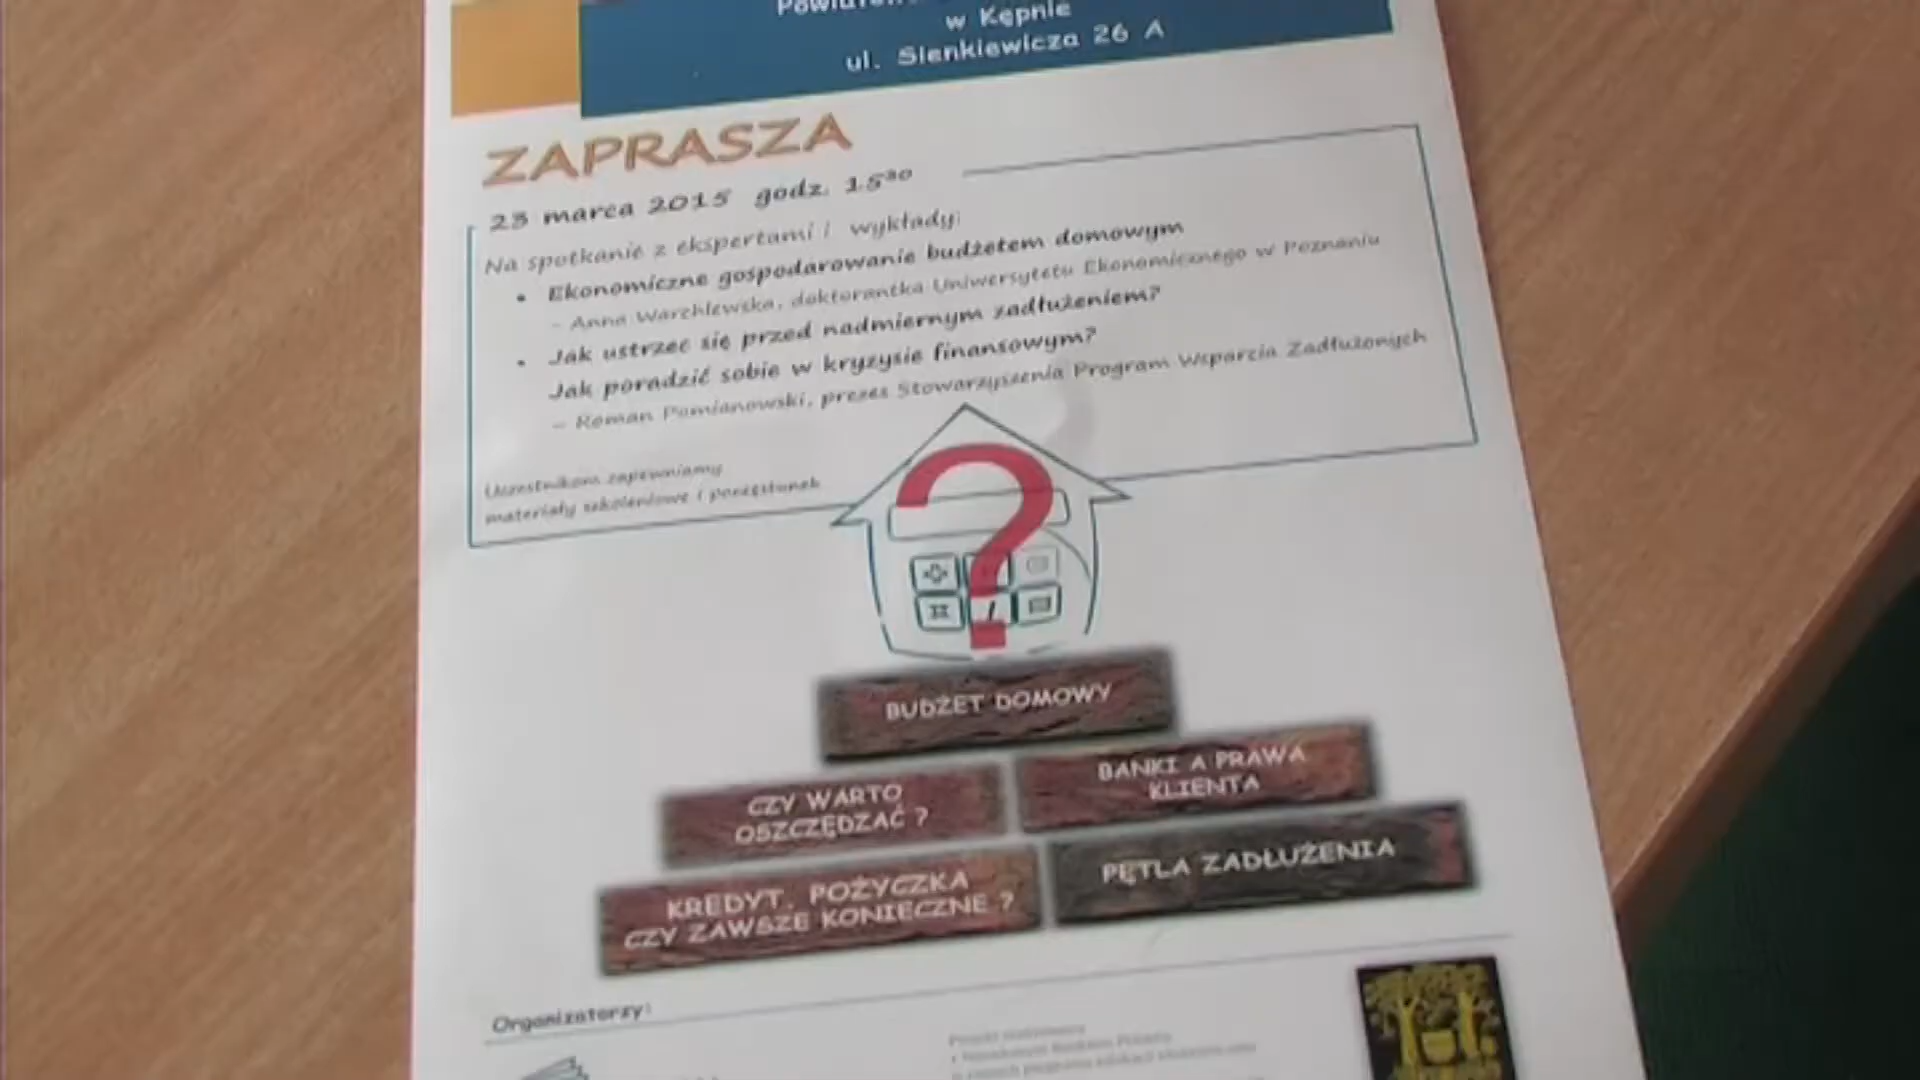 w Kępnie
ul. Sienkiewicza 26 A
ZAPRASZA
23 marca 2015 godz. 15³⁰
Na spotkanie z ekspertami i wykłady:
• Ekonomiczne gospodarowanie budżetem domowym
– Anna Warchlewska, doktorantka Uniwersytetu Ekonomicznego w Poznaniu
• Jak ustrzec się przed nadmiernym zadłużeniem?
Jak poradzić sobie w kryzysie finansowym?
– Roman Pomianowski, prezes Stowarzyszenia Program Wsparcia Zadłużonych
Uczestnikom zapewniamy
materiały szkoleniowe i poczęstunek
?
BUDŻET DOMOWY
CZY WARTO
OSZCZĘDZAĆ ?
BANKI A PRAWA
KLIENTA
KREDYT, POŻYCZKA
CZY ZAWSZE KONIECZNE ?
PĘTLA ZADŁUŻENIA
Organizatorzy: